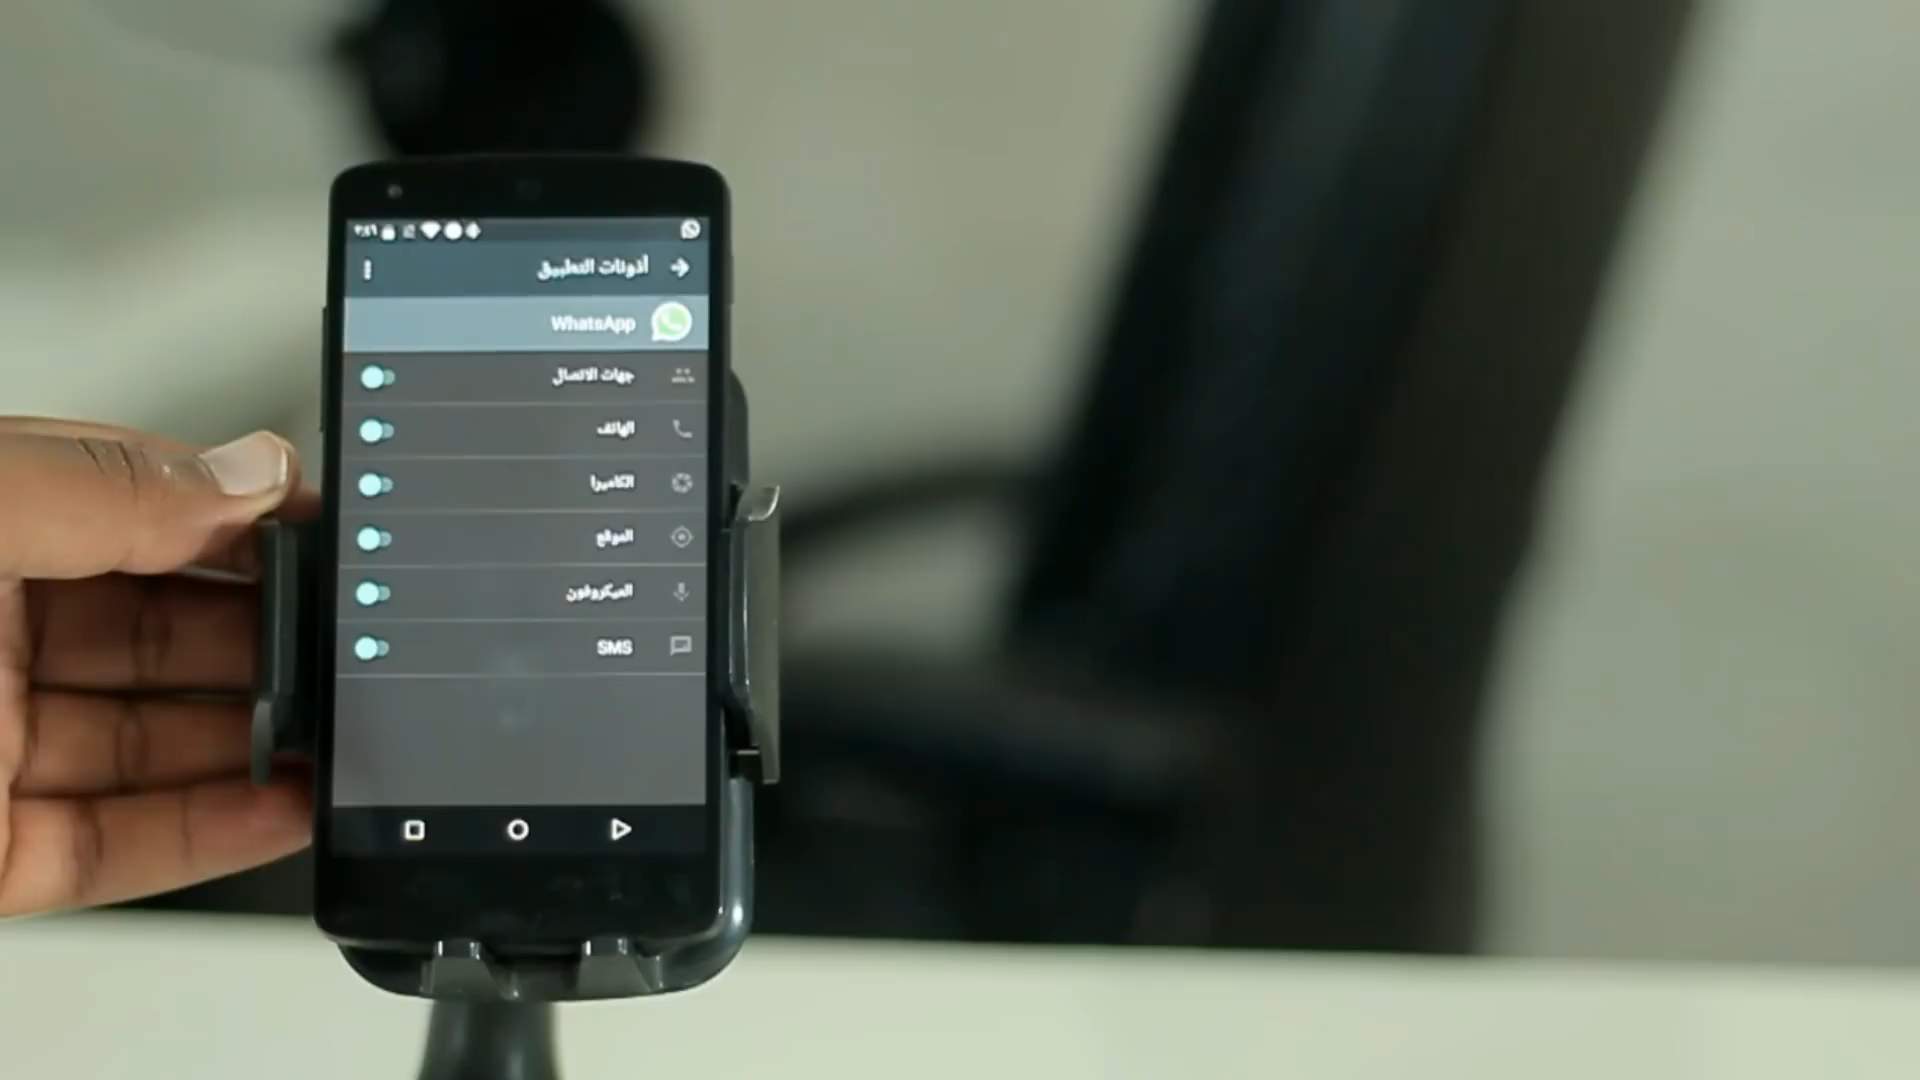 أذونات التطبيق
WhatsApp
جهات الاتصال
الهاتف
الكاميرا
الموقع
الميكروفون
SMS